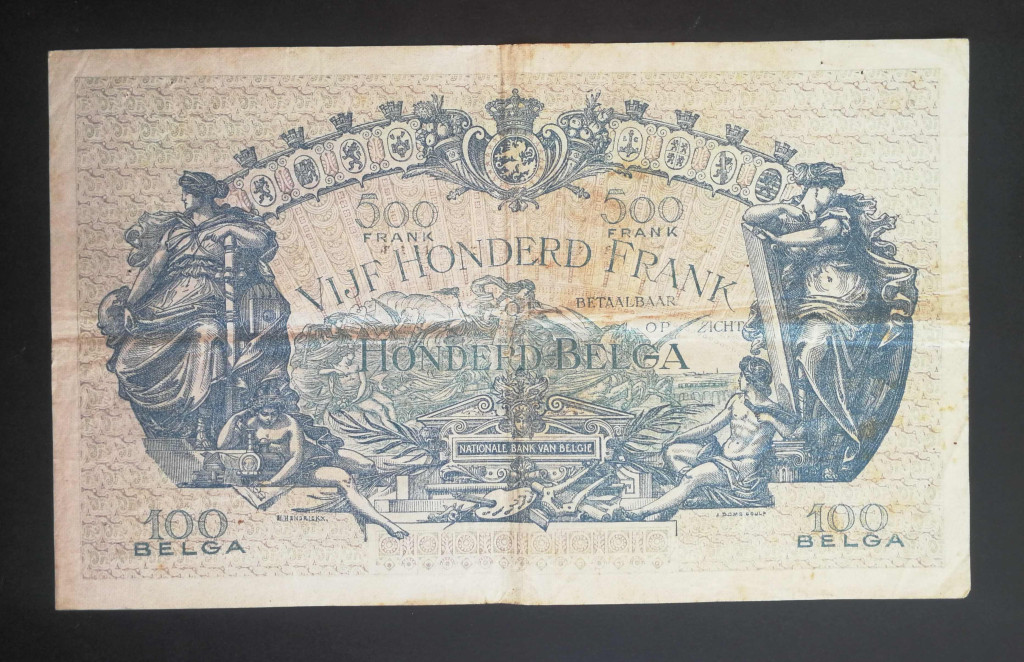 500 500
FRANK FRANK
VIJF HONDERD FRANK
BETAALBAAR
OP ZICHT
HONDERD BELGA
NATIONALE BANK VAN BELGIË
H. HENDRICKX.
100 100
BELGA BELGA